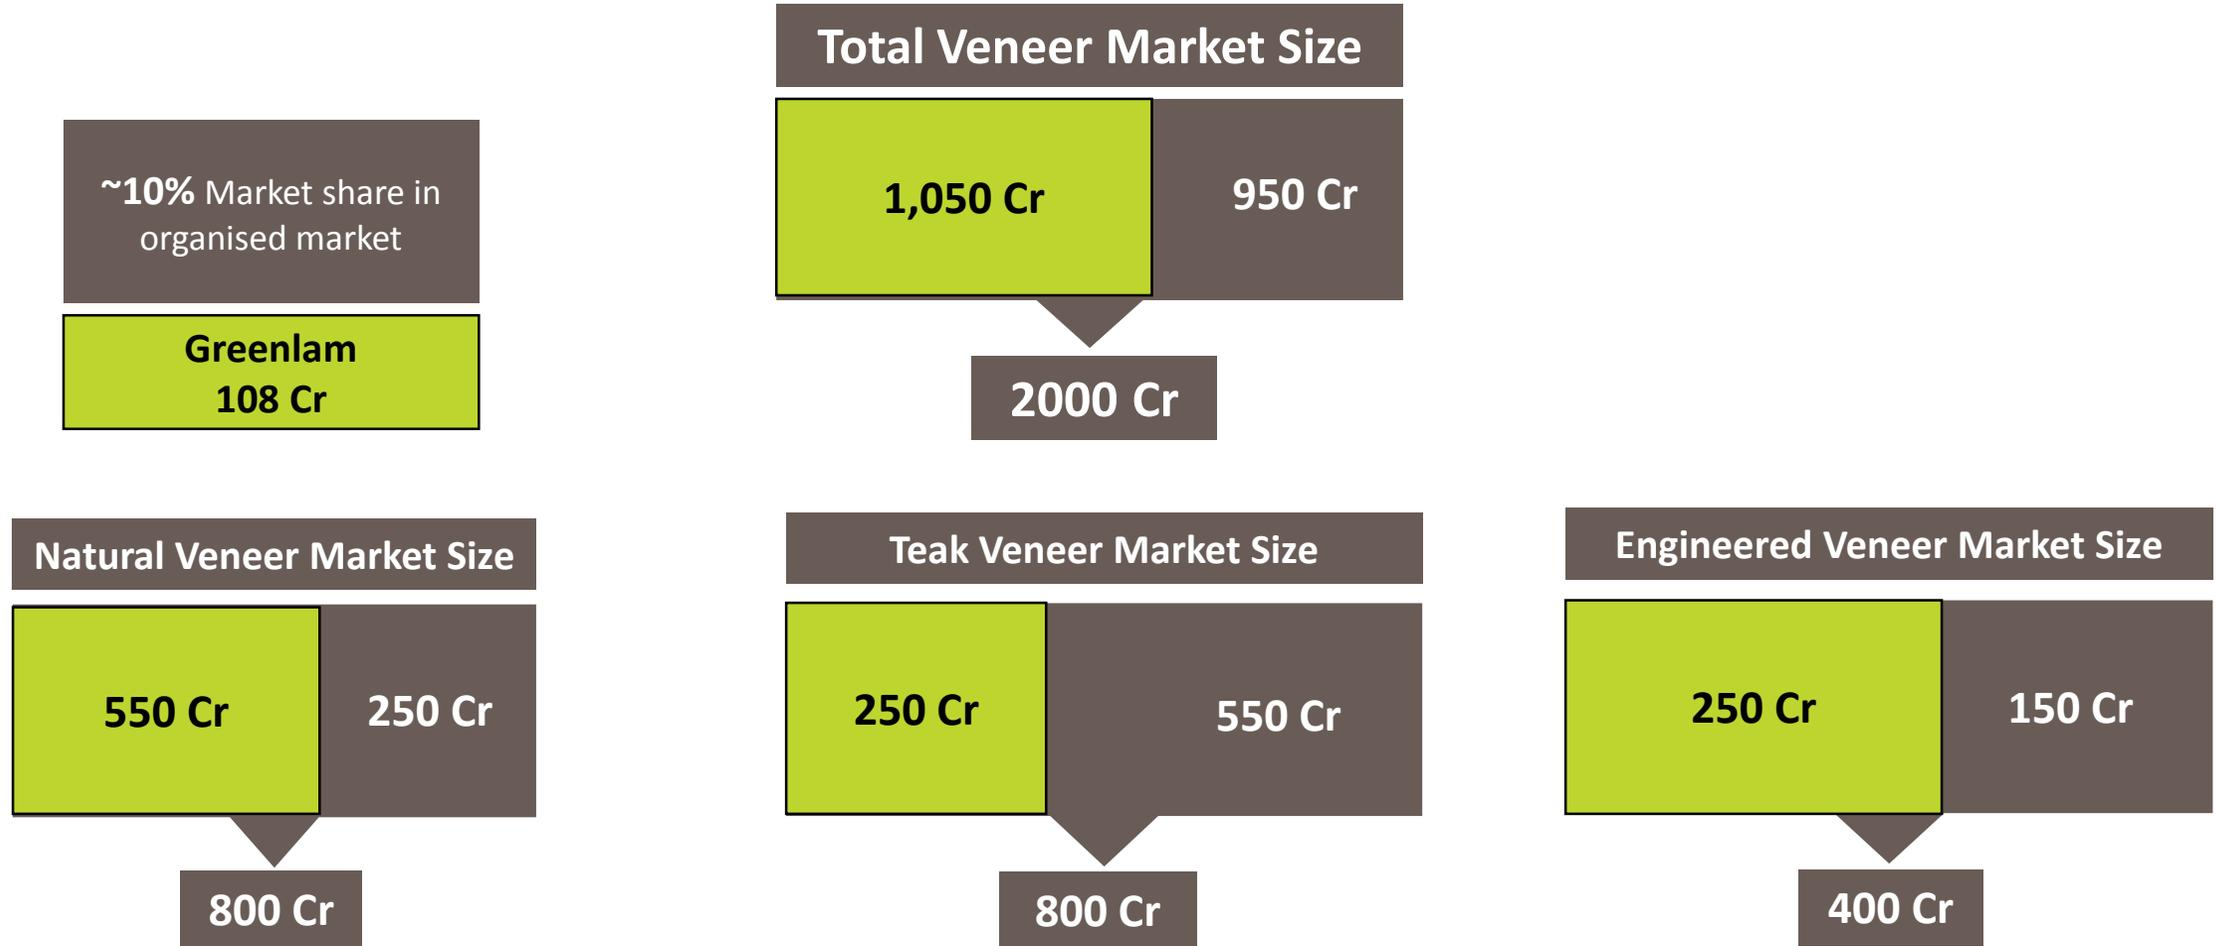 Total Veneer Market Size
1,050 Cr
950 Cr
2000 Cr
~10% Market share in
organised market
Greenlam
108 Cr
Natural Veneer Market Size
550 Cr
250 Cr
800 Cr
Teak Veneer Market Size
250 Cr
550 Cr
800 Cr
Engineered Veneer Market Size
250 Cr
150 Cr
400 Cr